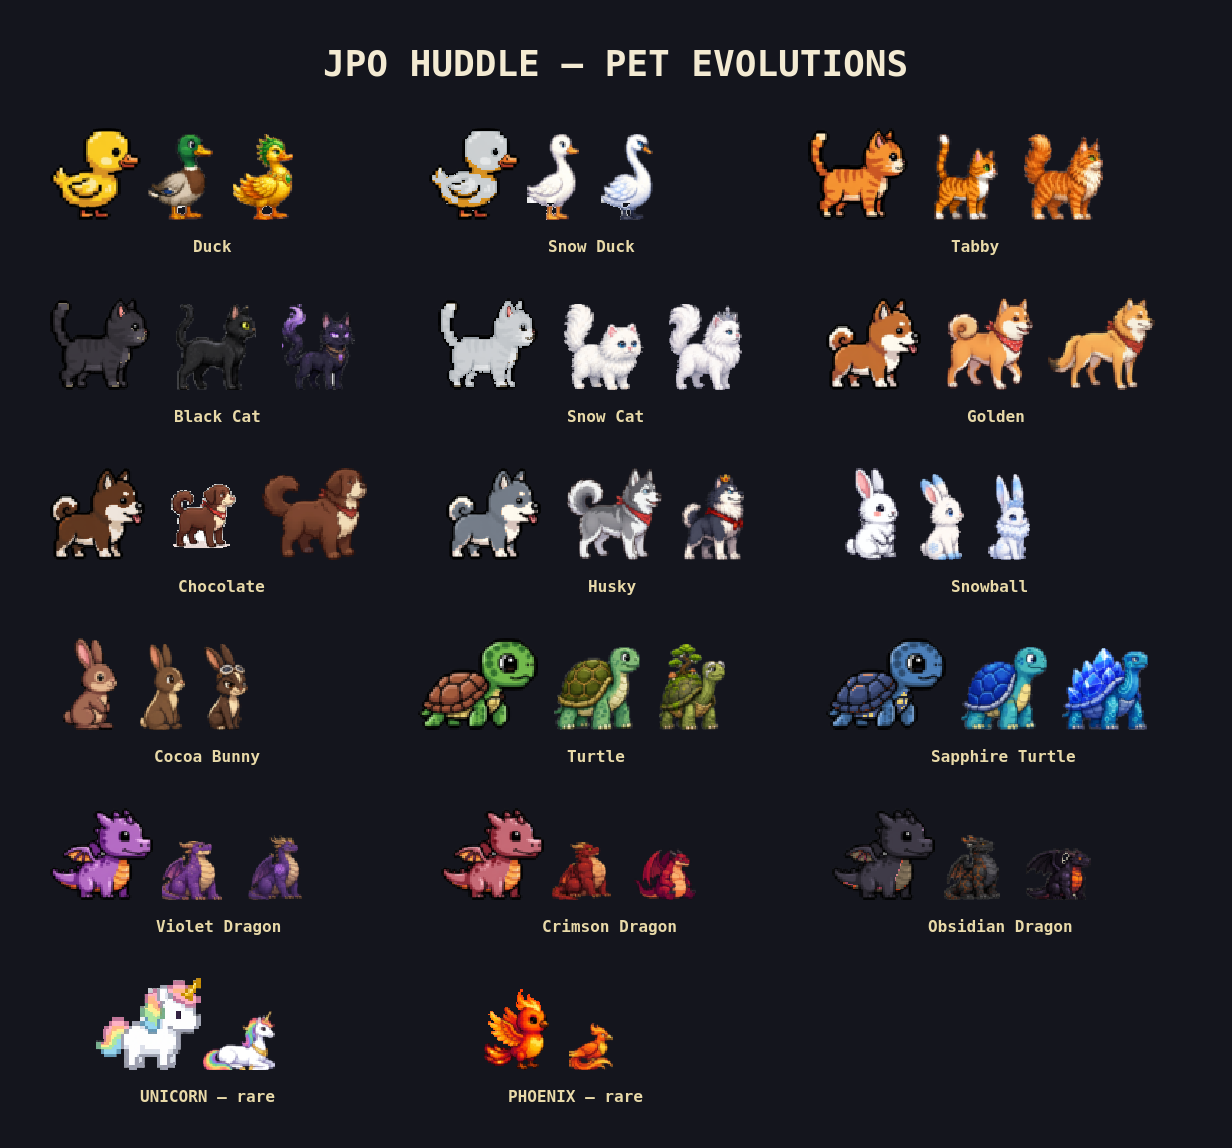 JPO HUDDLE — PET EVOLUTIONS
Duck
Snow Duck
Tabby
Black Cat
Snow Cat
Golden
Chocolate
Husky
Snowball
Cocoa Bunny
Turtle
Sapphire Turtle
Violet Dragon
Crimson Dragon
Obsidian Dragon
UNICORN — rare
PHOENIX — rare